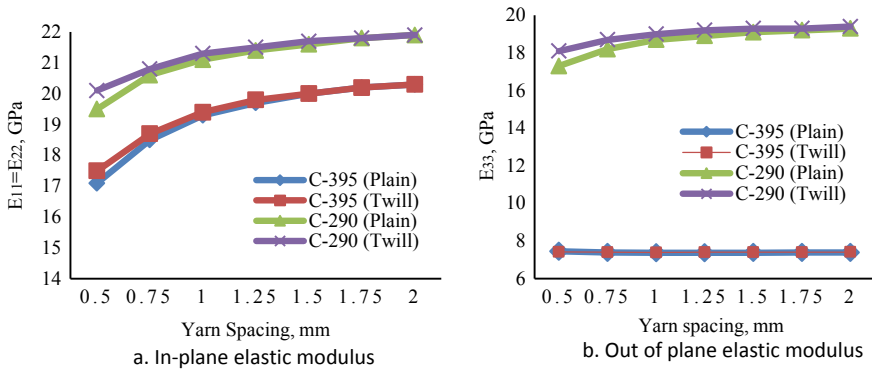 22
21
20
19
18
17
16
15
14
E11=E22, GPa
C-395 (Plain)
C-395 (Twill)
C-290 (Plain)
C-290 (Twill)
0.5 0.75 1 1.25 1.5 1.75 2
Yarn Spacing, mm
a. In-plane elastic modulus
20
18
16
14
12
10
8
6
E33, GPa
C-395 (Plain)
C-395 (Twill)
C-290 (Plain)
C-290 (Twill)
0.5 0.75 1 1.25 1.5 1.75 2
Yarn spacing, mm
b. Out of plane elastic modulus